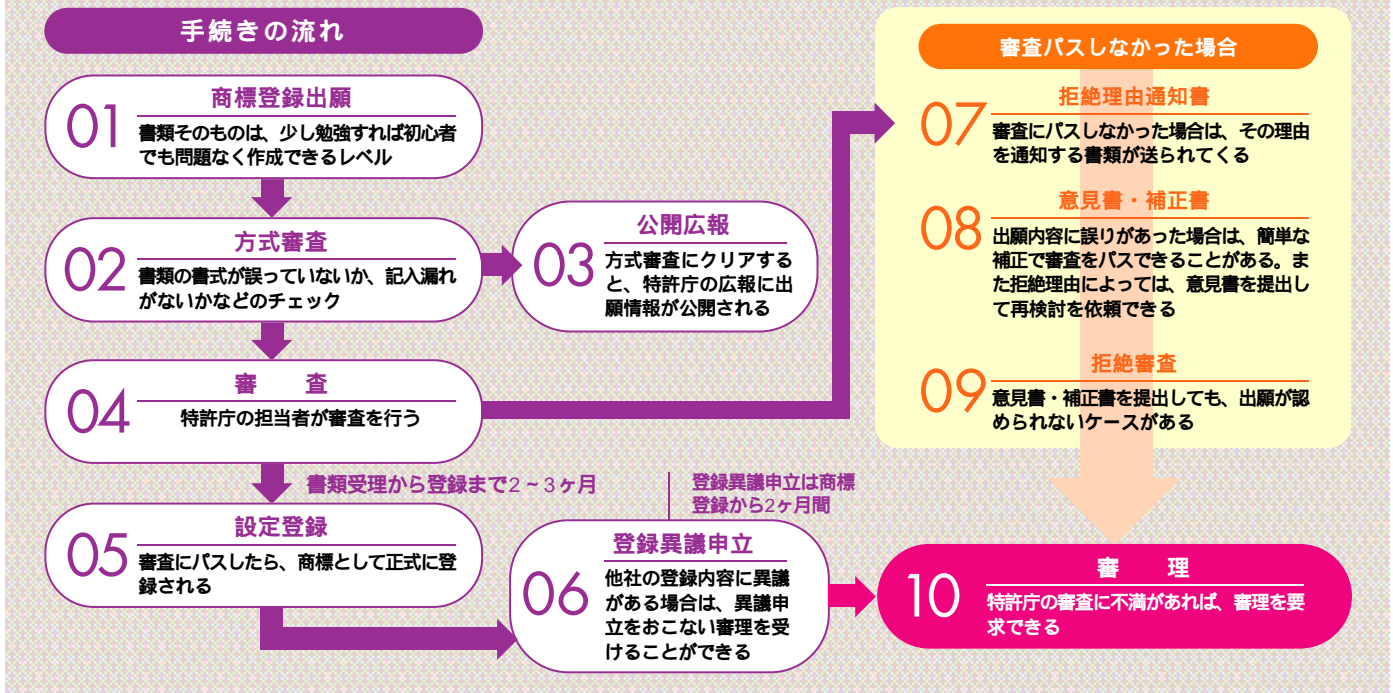 手続きの流れ
01
商標登録出願
書類そのものは、少し勉強すれば初心者
でも問題なく作成できるレベル
02
方式審査
書類の書式が誤っていないか、記入漏れ
がないかなどのチェック
03
公開広報
方式審査にクリアする
と、特許庁の広報に出
願情報が公開される
04
審　査
特許庁の担当者が審査を行う
書類受理から登録まで2～3ヶ月
05
設定登録
審査にパスしたら、商標として正式に登
録される
登録異議申立は商標
登録から2ヶ月間
06
登録異議申立
他社の登録内容に異議
がある場合は、異議申
立をおこない審理を受
けることができる
審査パスしなかった場合
07
拒絶理由通知書
審査にパスしなかった場合は、その理由
を通知する書類が送られてくる
08
意見書・補正書
出願内容に誤りがあった場合は、簡単な
補正で審査をパスできることがある。ま
た拒絶理由によっては、意見書を提出し
て再検討を依頼できる
09
拒絶審査
意見書・補正書を提出しても、出願が認
められないケースがある
10
審　理
特許庁の審査に不満があれば、審理を要
求できる